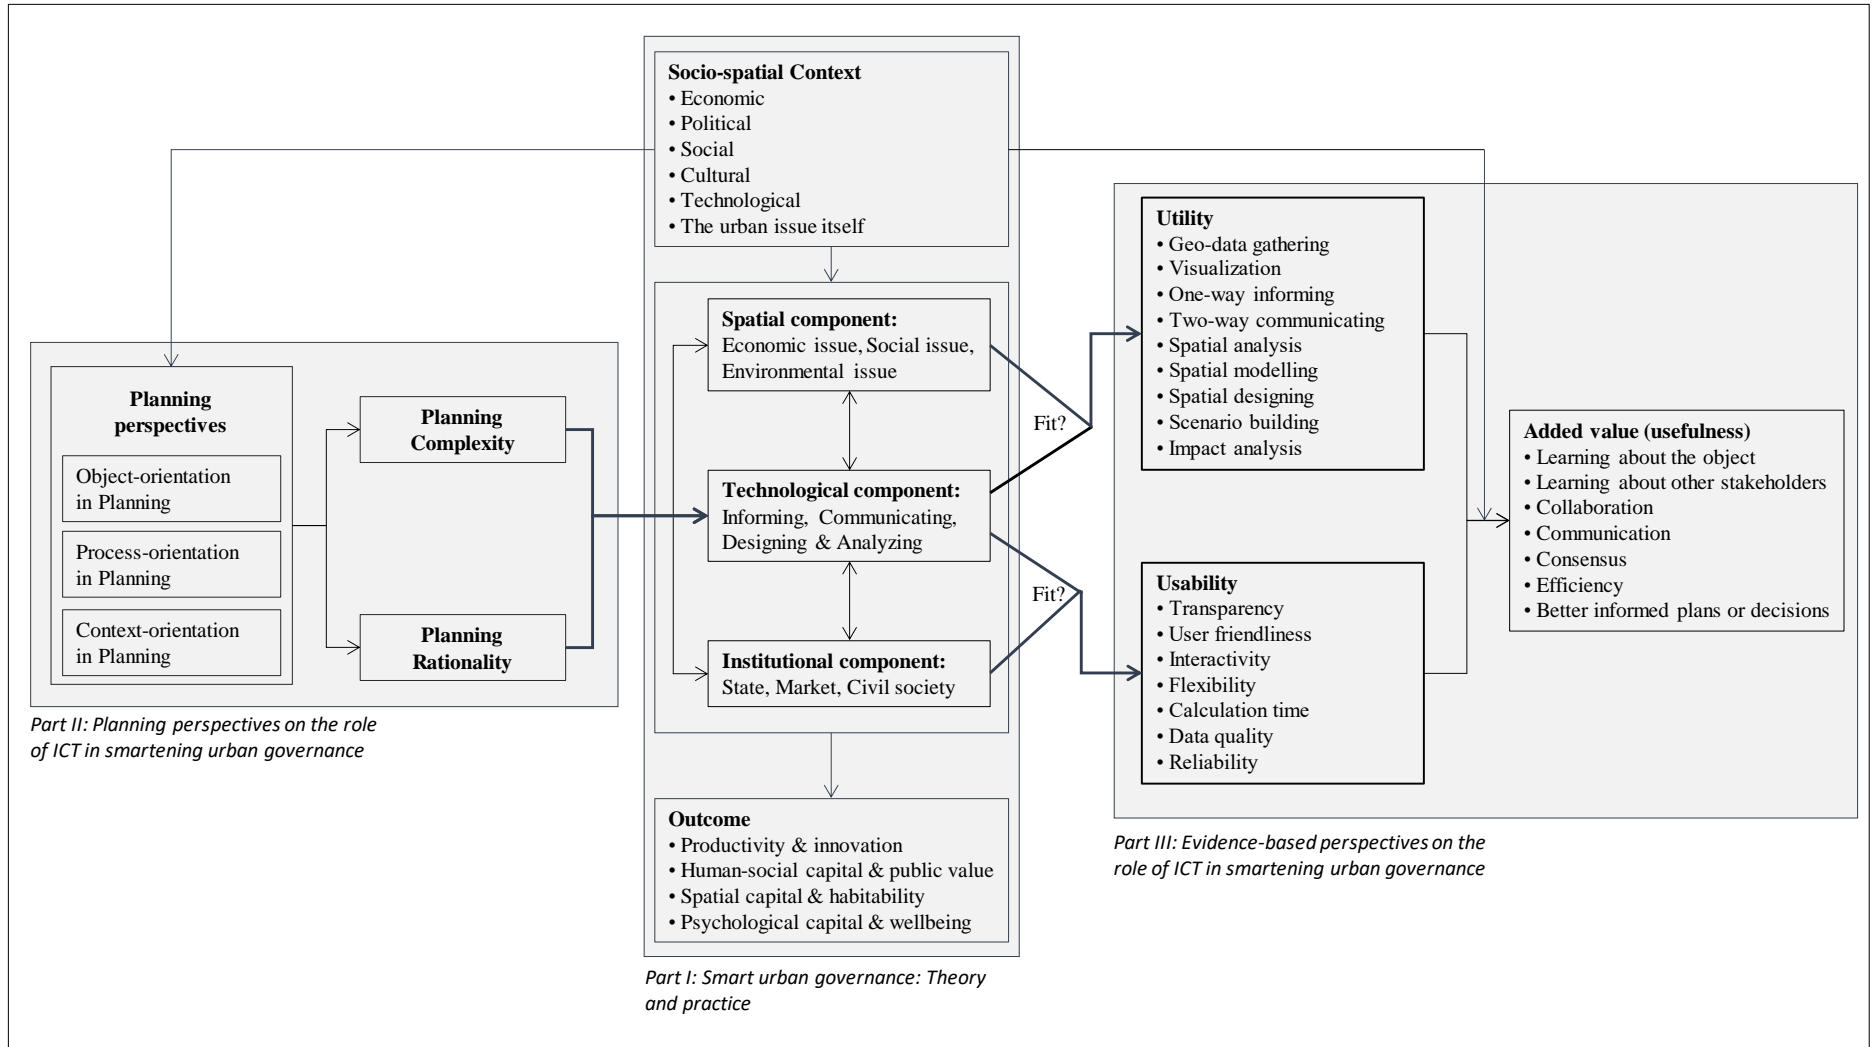 Socio-spatial Context
• Economic
• Political
• Social
• Cultural
• Technological
• The urban issue itself
Planning
perspectives
Object-orientation
in Planning
Process-orientation
in Planning
Context-orientation
in Planning
Planning
Complexity
Planning
Rationality
Part II: Planning perspectives on the role
of ICT in smartening urban governance
Spatial component:
Economic issue, Social issue,
Environmental issue
Technological component:
Informing, Communicating,
Designing & Analyzing
Institutional component:
State, Market, Civil society
Fit?
Fit?
Outcome
• Productivity & innovation
• Human-social capital & public value
• Spatial capital & habitability
• Psychological capital & wellbeing
Part I: Smart urban governance: Theory
and practice
Utility
• Geo-data gathering
• Visualization
• One-way informing
• Two-way communicating
• Spatial analysis
• Spatial modelling
• Spatial designing
• Scenario building
• Impact analysis
Usability
• Transparency
• User friendliness
• Interactivity
• Flexibility
• Calculation time
• Data quality
• Reliability
Added value (usefulness)
• Learning about the object
• Learning about other stakeholders
• Collaboration
• Communication
• Consensus
• Efficiency
• Better informed plans or decisions
Part III: Evidence-based perspectives on the
role of ICT in smartening urban governance